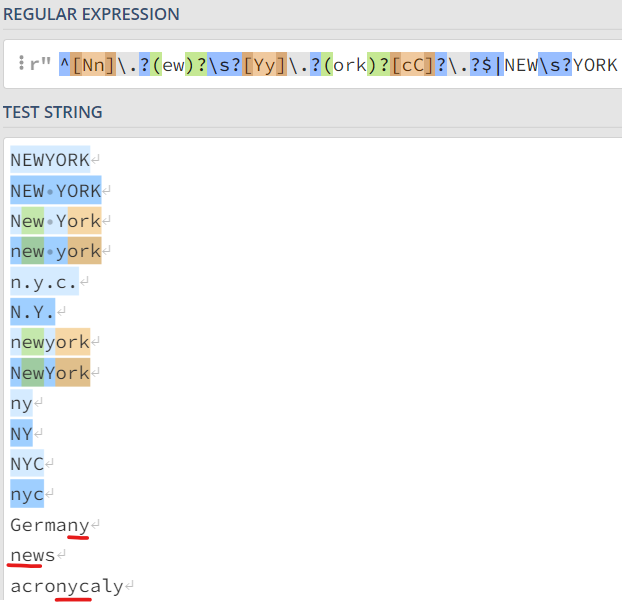 REGULAR EXPRESSION
r" ^[Nn]\.?(ew)?\s?[Yy]\.?(ork)?[cC]?\.?$|NEW\s?YORK
TEST STRING
NEWYORK
NEW YORK
New York
new york
n.y.c.
N.Y.
newyork
NewYork
ny
NY
NYC
nyc
Germany
news
acronycaly